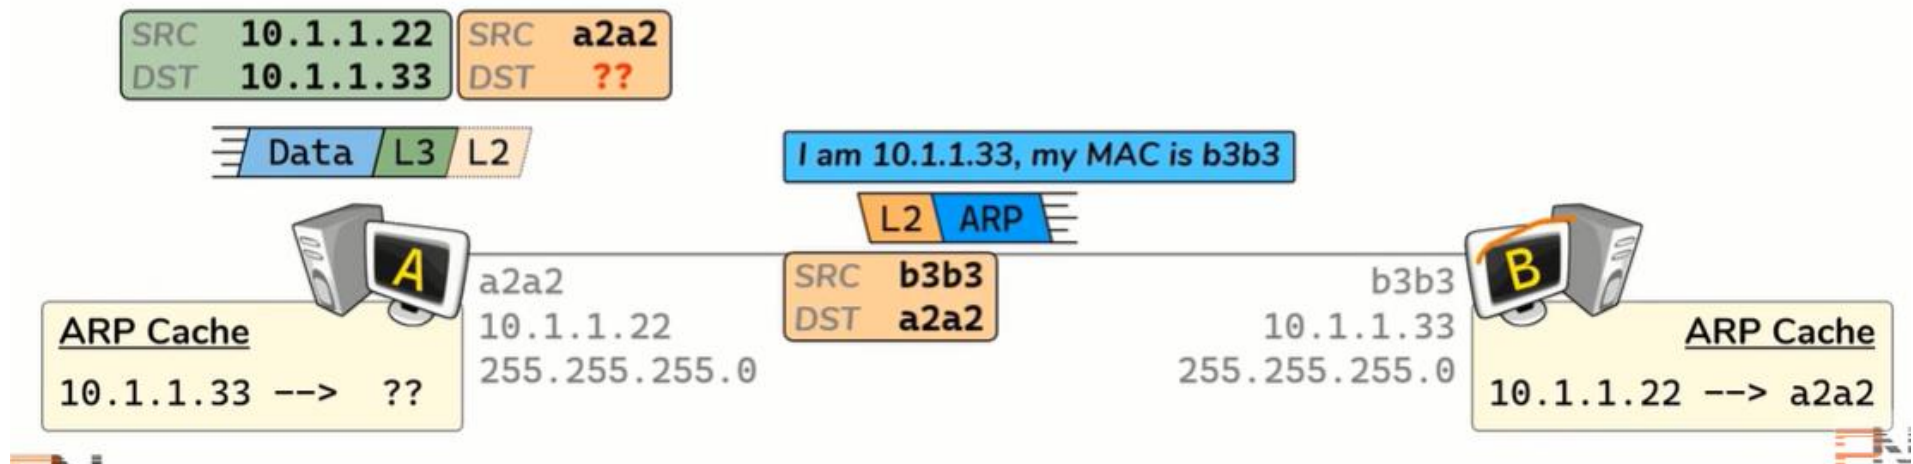 SRC 10.1.1.22
DST 10.1.1.33
SRC a2a2
DST ??
Data L3 L2
I am 10.1.1.33, my MAC is b3b3
L2 ARP
A
a2a2
10.1.1.22
255.255.255.0
SRC b3b3
DST a2a2
b3b3
10.1.1.33
255.255.255.0
B
ARP Cache
10.1.1.33 --> ??
ARP Cache
10.1.1.22 --> a2a2